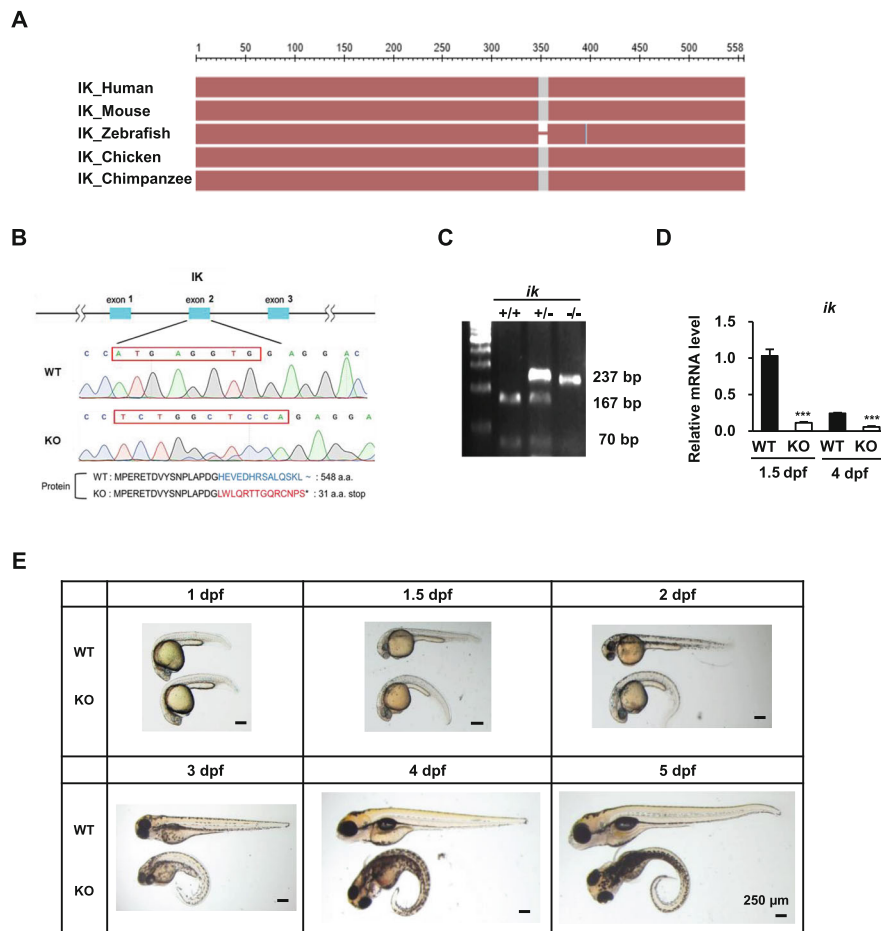 A
1 50 100 150 200 250 300 350 400 450 500 558
IK_Human
IK_Mouse
IK_Zebrafish
IK_Chicken
IK_Chimpanzee
B
IK
exon 1 exon 2 exon 3
C C A T G A G G T G G A G G A C
WT
C C T C T G G C T C C A G A G G A
KO
Protein
WT : MPERETDVYSNPLAPDGHEVEDHRSALQSKL ~ : 548 a.a.
KO : MPERETDVYSNPLAPDGLWLQRTTGQRCNPS* : 31 a.a. stop
C
ik
+/+ +/- -/-
237 bp
167 bp
70 bp
D
ik
Relative mRNA level
1.5
1.0
0.5
0.0
*** ***
WT KO WT KO
1.5 dpf 4 dpf
E
1 dpf 1.5 dpf 2 dpf
WT
KO
3 dpf 4 dpf 5 dpf
WT
KO
250 µm